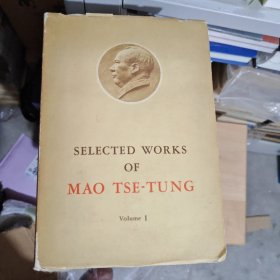 SELECTED WORKS
OF
MAO TSE-TUNG
Volume I